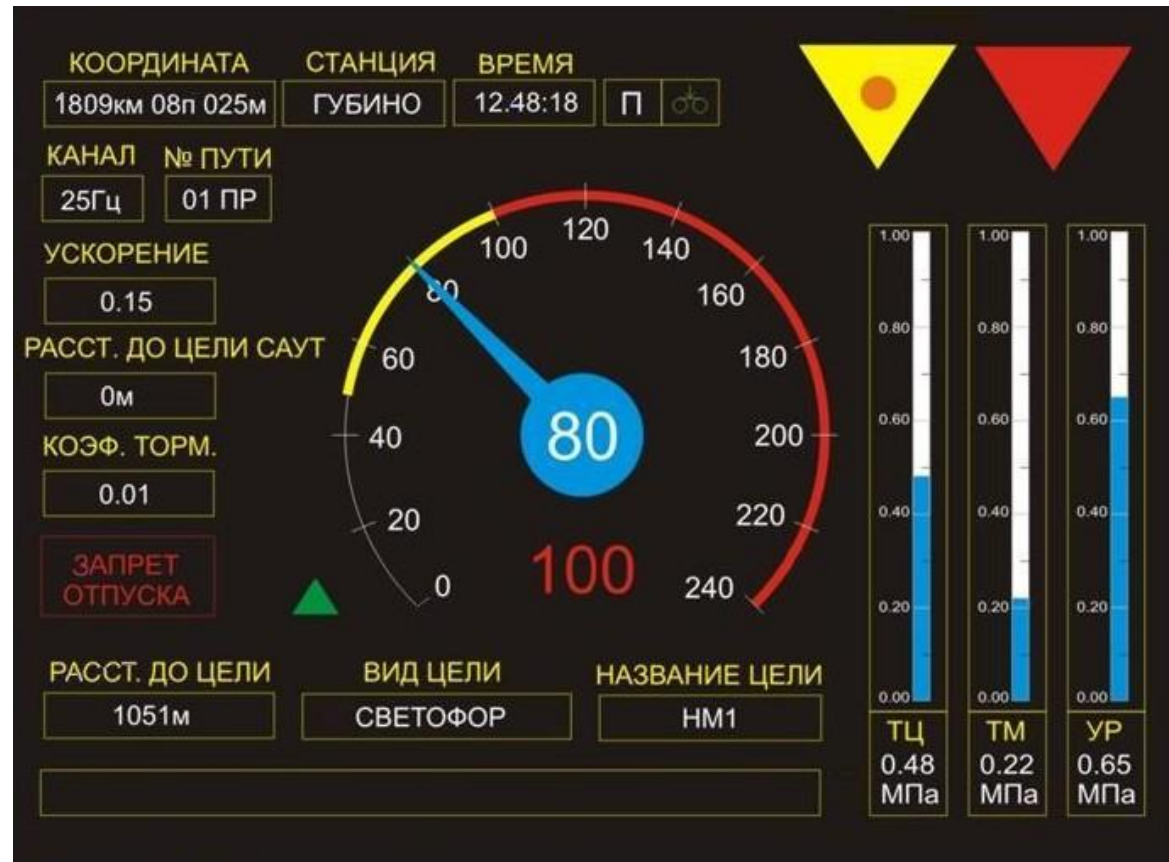 КООРДИНАТА СТАНЦИЯ ВРЕМЯ
1809км 08п 025м ГУБИНО 12.48:18 П
КАНАЛ № ПУТИ
25Гц 01 ПР
УСКОРЕНИЕ
0.15
РАССТ. ДО ЦЕЛИ САУТ
0м
КОЭФ. ТОРМ.
0.01
ЗАПРЕТ
ОТПУСКА
0
20
40
60
80
100
120
140
160
180
200
220
240
80
100
РАССТ. ДО ЦЕЛИ ВИД ЦЕЛИ НАЗВАНИЕ ЦЕЛИ
1051м СВЕТОФОР НМ1
1.00 1.00 1.00
0.80 0.80 0.80
0.60 0.60 0.60
0.40 0.40 0.40
0.20 0.20 0.20
0.00 0.00 0.00
ТЦ ТМ УР
0.48 0.22 0.65
МПа МПа МПа